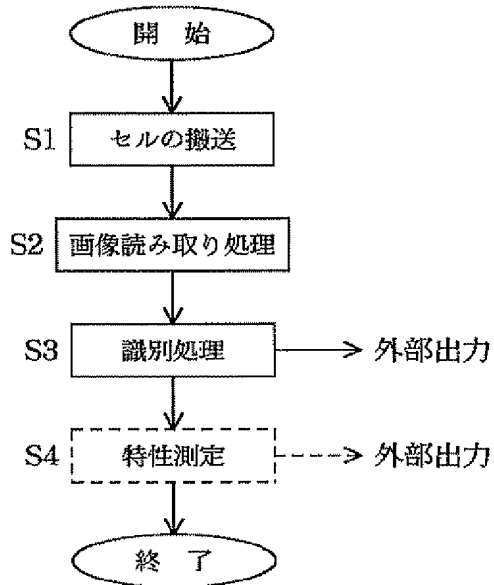 開 始
S1 セルの搬送
S2 画像読み取り処理
S3 識別処理 外部出力
S4 特性測定 外部出力
終 了